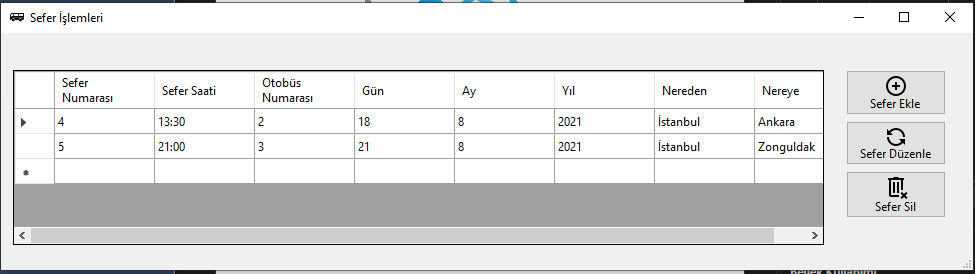 Sefer İşlemleri
Sefer Numarası Sefer Saati Otobüs Numarası Gün Ay Yıl Nereden Nereye
4 13:30 2 18 8 2021 İstanbul Ankara
5 21:00 3 21 8 2021 İstanbul Zonguldak
Sefer Ekle
Sefer Düzenle
Sefer Sil